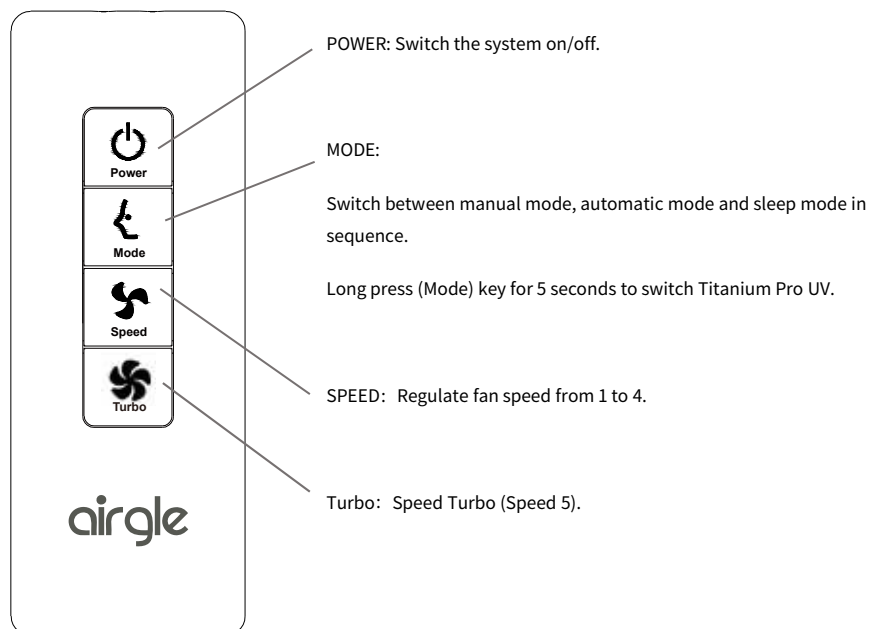 POWER: Switch the system on/off.
Power
MODE:
Mode
Switch between manual mode, automatic mode and sleep mode in
sequence.
Long press (Mode) key for 5 seconds to switch Titanium Pro UV.
Speed
SPEED： Regulate fan speed from 1 to 4.
Turbo
Turbo： Speed Turbo (Speed 5).
airgle